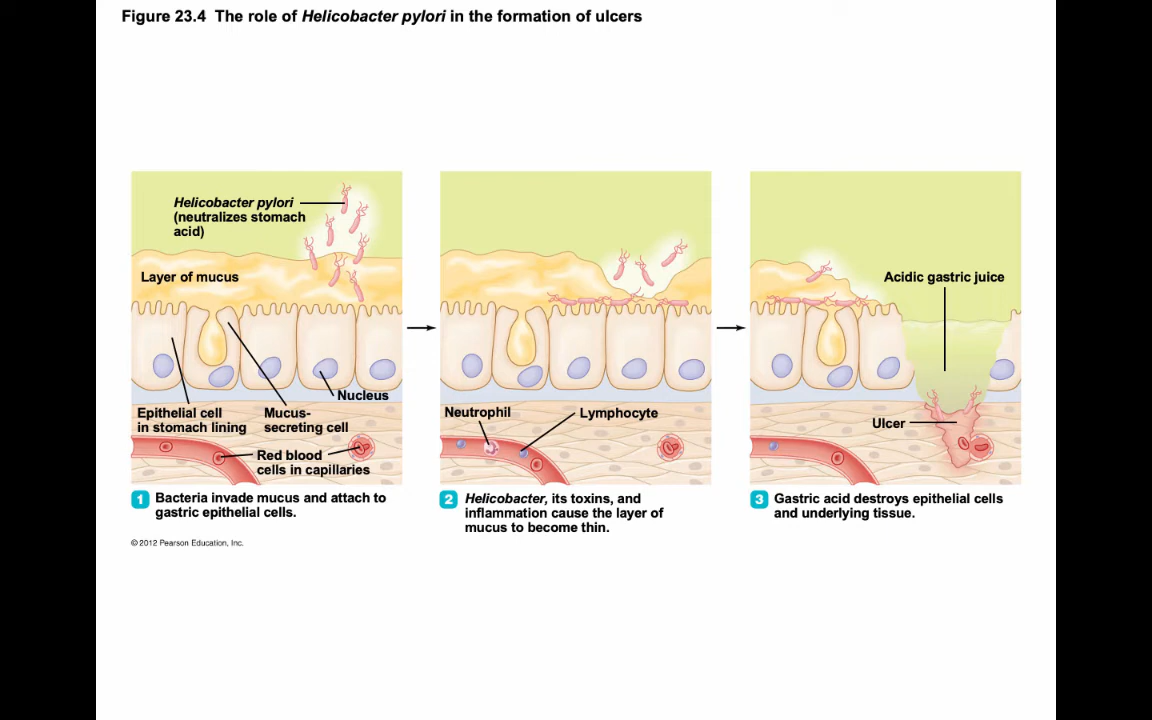 Figure 23.4  The role of Helicobacter pylori in the formation of ulcers
Helicobacter pylori
(neutralizes stomach
acid)
Layer of mucus
Nucleus
Epithelial cell
in stomach lining
Mucus-
secreting cell
Red blood
cells in capillaries
1 Bacteria invade mucus and attach to
gastric epithelial cells.
Neutrophil
Lymphocyte
2 Helicobacter, its toxins, and
inflammation cause the layer of
mucus to become thin.
Acidic gastric juice
Ulcer
3 Gastric acid destroys epithelial cells
and underlying tissue.
© 2012 Pearson Education, Inc.